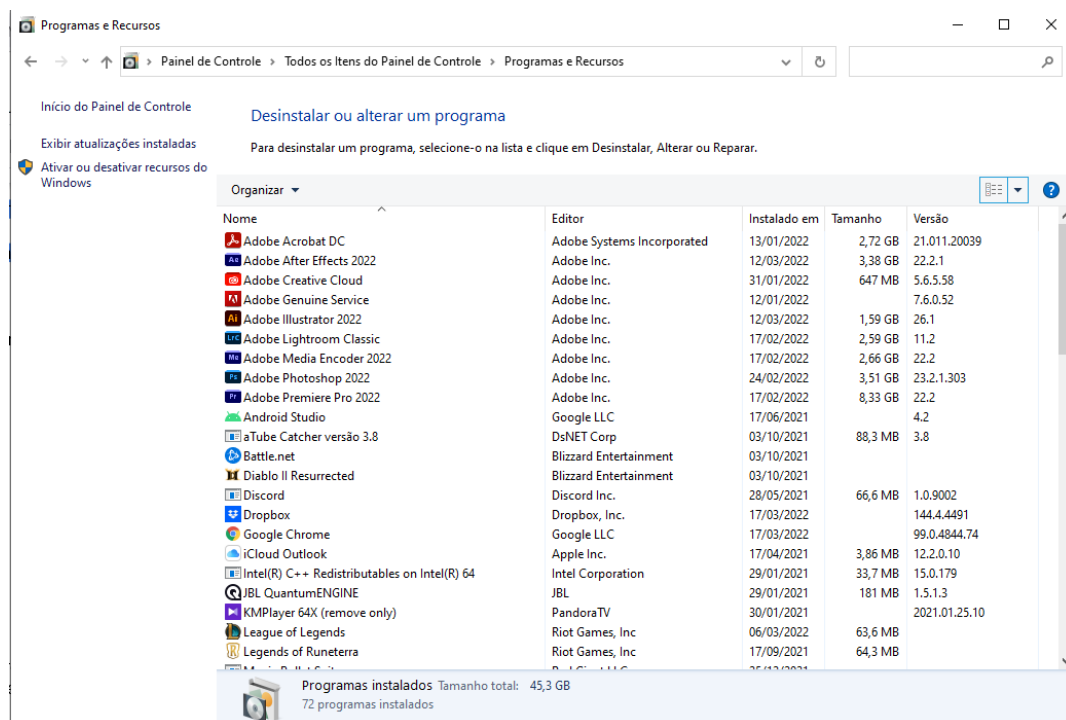 Programas e Recursos
Painel de Controle > Todos os Itens do Painel de Controle > Programas e Recursos
Início do Painel de Controle
Exibir atualizações instaladas
Ativar ou desativar recursos do
Windows
Desinstalar ou alterar um programa
Para desinstalar um programa, selecione-o na lista e clique em Desinstalar, Alterar ou Reparar.
Organizar
Nome Editor Instalado em Tamanho Versão
Adobe Acrobat DC Adobe Systems Incorporated 13/01/2022 2,72 GB 21.011.20039
Adobe After Effects 2022 Adobe Inc. 12/03/2022 3,38 GB 22.2.1
Adobe Creative Cloud Adobe Inc. 31/01/2022 647 MB 5.6.5.58
Adobe Genuine Service Adobe Inc. 12/01/2022 7.6.0.52
Adobe Illustrator 2022 Adobe Inc. 12/03/2022 1,59 GB 26.1
Adobe Lightroom Classic Adobe Inc. 17/02/2022 2,59 GB 11.2
Adobe Media Encoder 2022 Adobe Inc. 17/02/2022 2,66 GB 22.2
Adobe Photoshop 2022 Adobe Inc. 24/02/2022 3,51 GB 23.2.1.303
Adobe Premiere Pro 2022 Adobe Inc. 17/02/2022 8,33 GB 22.2
Android Studio Google LLC 17/06/2021 4.2
aTube Catcher versão 3.8 DsNET Corp 03/10/2021 88,3 MB 3.8
Battle.net Blizzard Entertainment 03/10/2021
Diablo II Resurrected Blizzard Entertainment 03/10/2021
Discord Discord Inc. 28/05/2021 66,6 MB 1.0.9002
Dropbox Dropbox, Inc. 17/03/2022 144.4.4491
Google Chrome Google LLC 17/03/2022 99.0.4844.74
iCloud Outlook Apple Inc. 17/04/2021 3,86 MB 12.2.0.10
Intel(R) C++ Redistributables on Intel(R) 64 Intel Corporation 29/01/2021 33,7 MB 15.0.179
JBL QuantumENGINE JBL 29/01/2021 181 MB 1.5.1.3
KMPlayer 64X (remove only) PandoraTV 30/01/2021 2021.01.25.10
League of Legends Riot Games, Inc 06/03/2022 63,6 MB
Legends of Runeterra Riot Games, Inc 17/09/2021 64,3 MB
Programas instalados Tamanho total: 45,3 GB
72 programas instalados